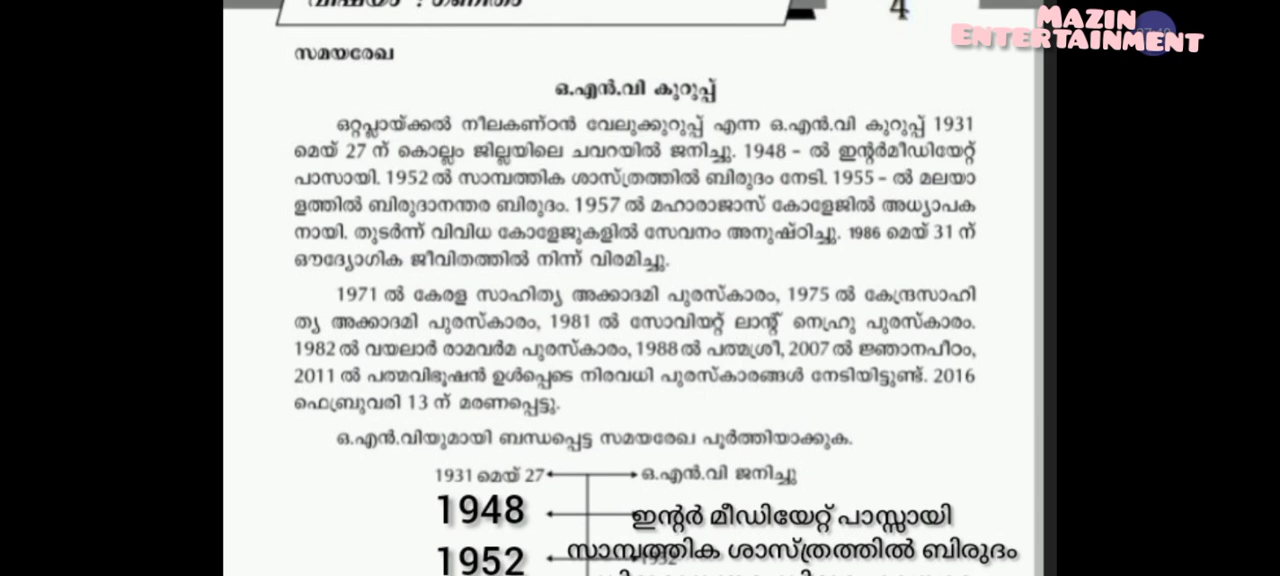 വിഷയം : ഗണിതം
4
MAZIN
ENTERTAINMENT
സമയരേഖ
ഒ.എൻ.വി കുറുപ്പ്
ഒറ്റപ്ലായ്ക്കൽ നീലകണ്ഠൻ വേലുക്കുറുപ്പ് എന്ന ഒ.എൻ.വി കുറുപ്പ് 1931
മെയ് 27 ന് കൊല്ലം ജില്ലയിലെ ചവറയിൽ ജനിച്ചു. 1948 - ൽ ഇന്റർമീഡിയേറ്റ്
പാസായി. 1952 ൽ സാമ്പത്തിക ശാസ്ത്രത്തിൽ ബിരുദം നേടി. 1955 - ൽ മലയാ
ളത്തിൽ ബിരുദാനന്തര ബിരുദം. 1957 ൽ മഹാരാജാസ് കോളേജിൽ അധ്യാപക
നായി. തുടർന്ന് വിവിധ കോളേജുകളിൽ സേവനം അനുഷ്ഠിച്ചു. 1986 മെയ് 31 ന്
ഔദ്യോഗിക ജീവിതത്തിൽ നിന്ന് വിരമിച്ചു.
1971 ൽ കേരള സാഹിത്യ അക്കാദമി പുരസ്കാരം, 1975 ൽ കേന്ദ്രസാഹി
ത്യ അക്കാദമി പുരസ്കാരം, 1981 ൽ സോവിയറ്റ് ലാന്റ് നെഹ്രു പുരസ്കാരം.
1982 ൽ വയലാർ രാമവർമ പുരസ്കാരം, 1988 ൽ പത്മശ്രീ, 2007 ൽ ജ്ഞാനപീഠം,
2011 ൽ പത്മവിഭൂഷൻ ഉൾപ്പെടെ നിരവധി പുരസ്കാരങ്ങൾ നേടിയിട്ടുണ്ട്. 2016
ഫെബ്രുവരി 13 ന് മരണപ്പെട്ടു.
ഒ.എൻ.വിയുമായി ബന്ധപ്പെട്ട സമയരേഖ പൂർത്തിയാക്കുക.
1931 മെയ് 27 ഒ.എൻ.വി ജനിച്ചു
1948 ഇന്റർ മീഡിയേറ്റ് പാസ്സായി
1952 സാമ്പത്തിക ശാസ്ത്രത്തിൽ ബിരുദം